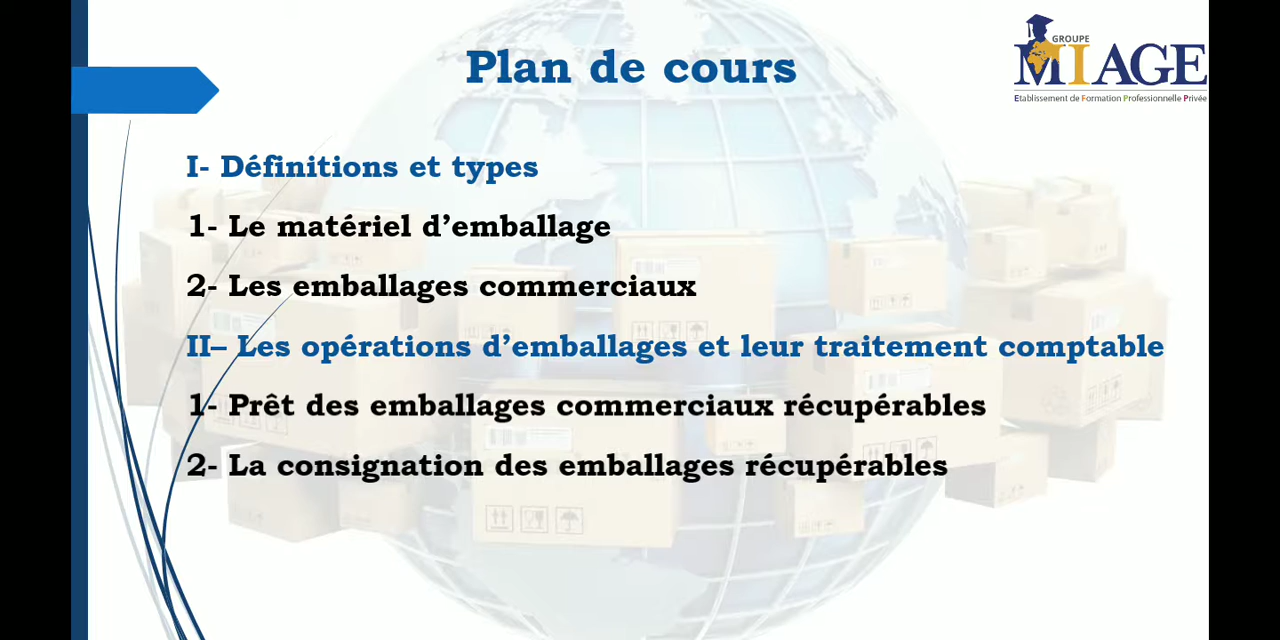 Plan de cours
GROUPE
MIAGE
Etablissement de Formation Professionnelle Privée
I- Définitions et types
1- Le matériel d’emballage
2- Les emballages commerciaux
II– Les opérations d’emballages et leur traitement comptable
1- Prêt des emballages commerciaux récupérables
2- La consignation des emballages récupérables